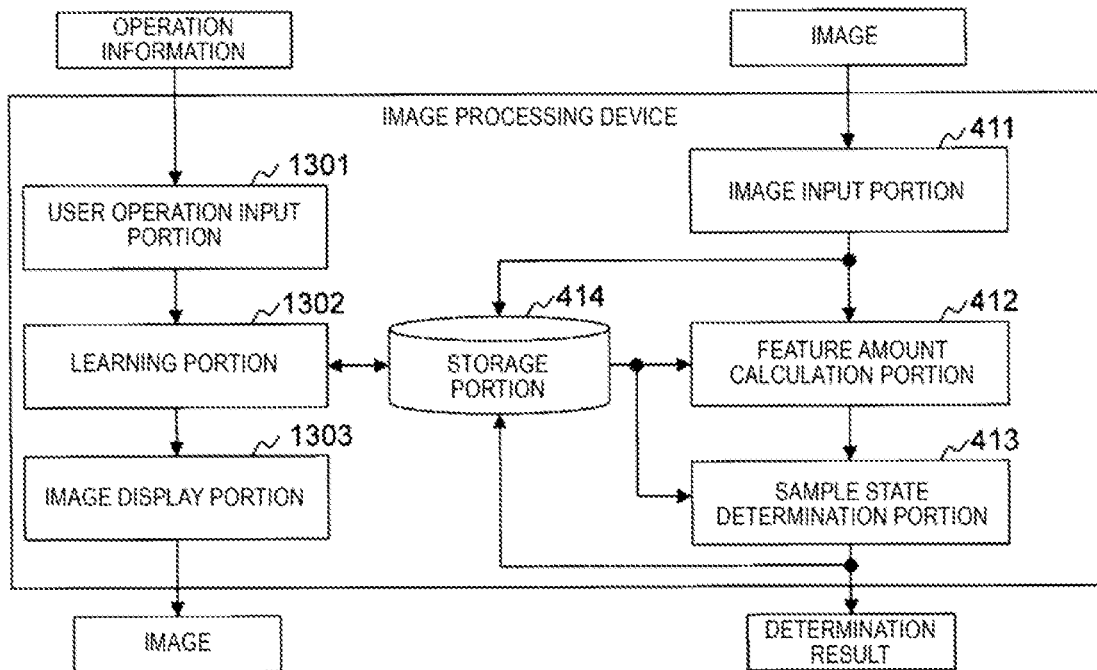 OPERATION
INFORMATION
IMAGE
IMAGE PROCESSING DEVICE
1301
USER OPERATION INPUT
PORTION
411
IMAGE INPUT PORTION
1302
LEARNING PORTION
414
STORAGE
PORTION
412
FEATURE AMOUNT
CALCULATION PORTION
1303
IMAGE DISPLAY PORTION
413
SAMPLE STATE
DETERMINATION PORTION
IMAGE
DETERMINATION
RESULT